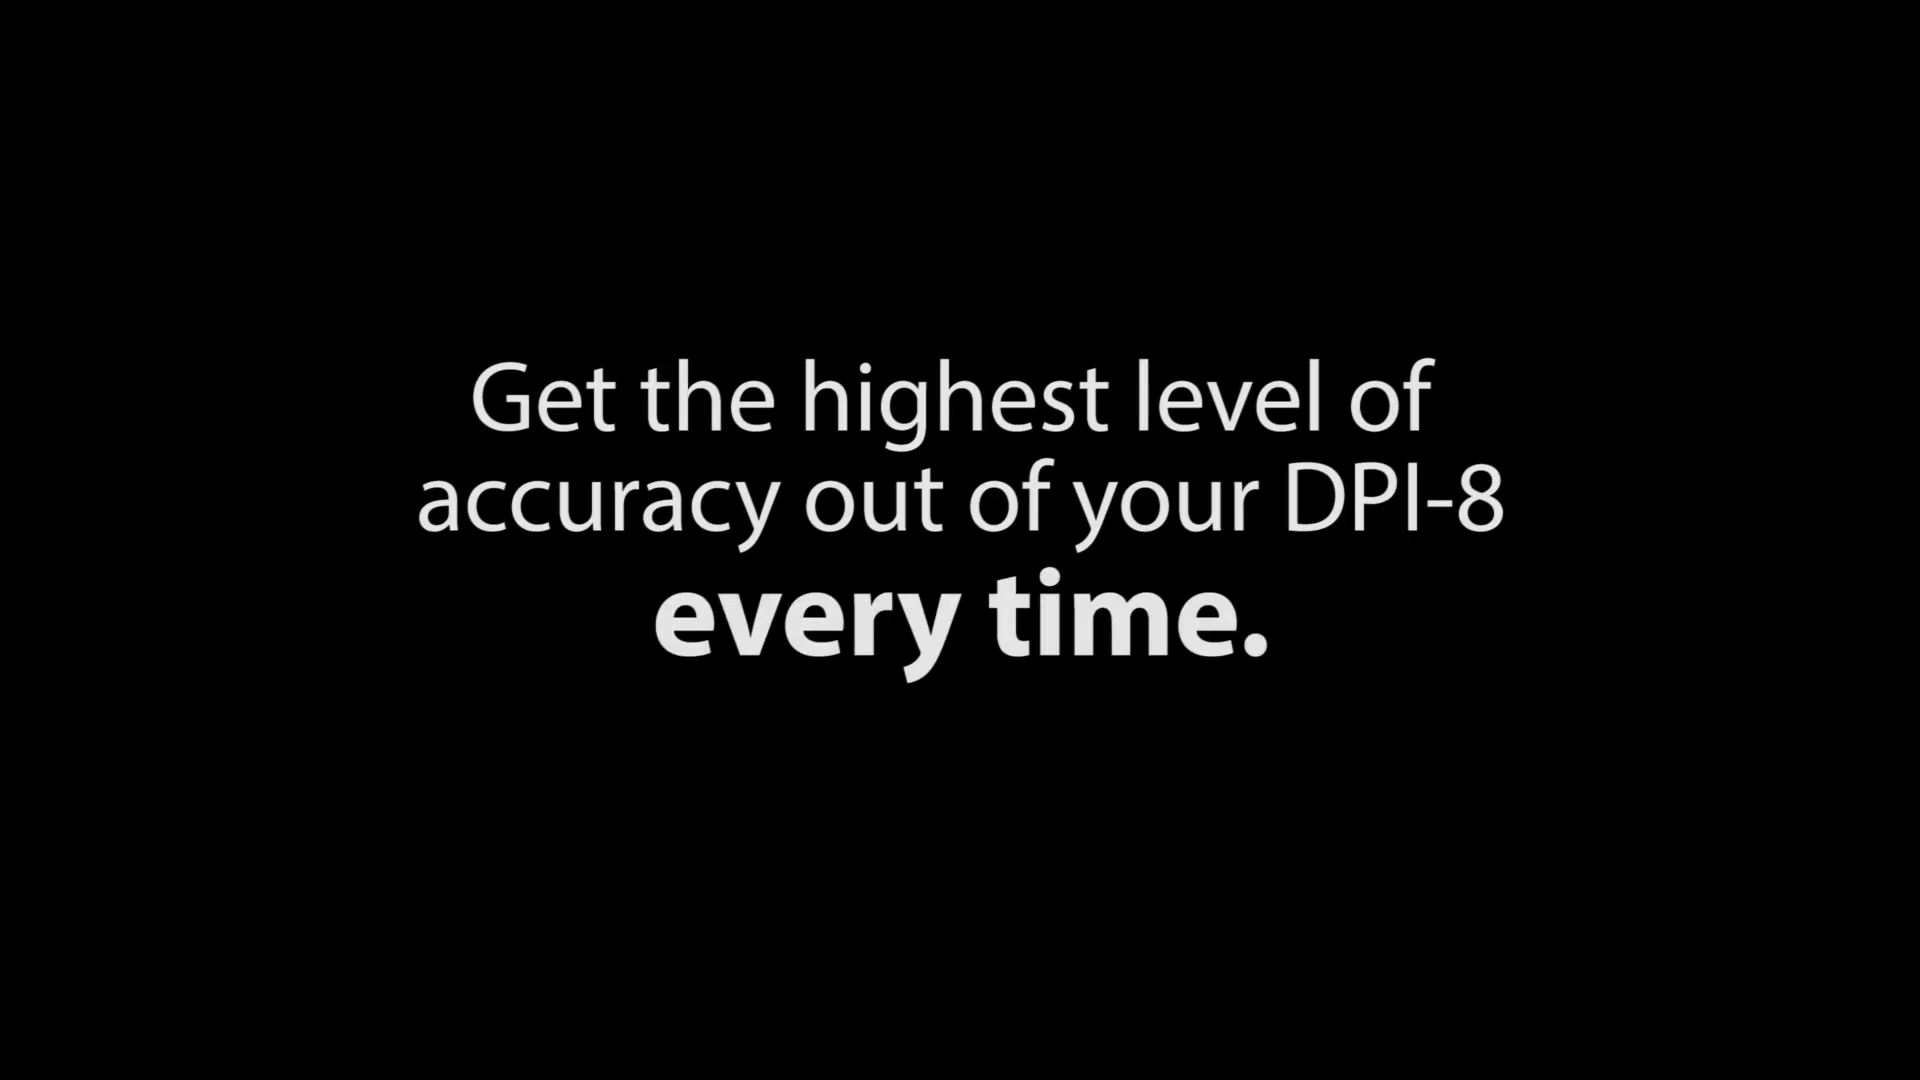 Get the highest level of
accuracy out of your DPI-8
every time.